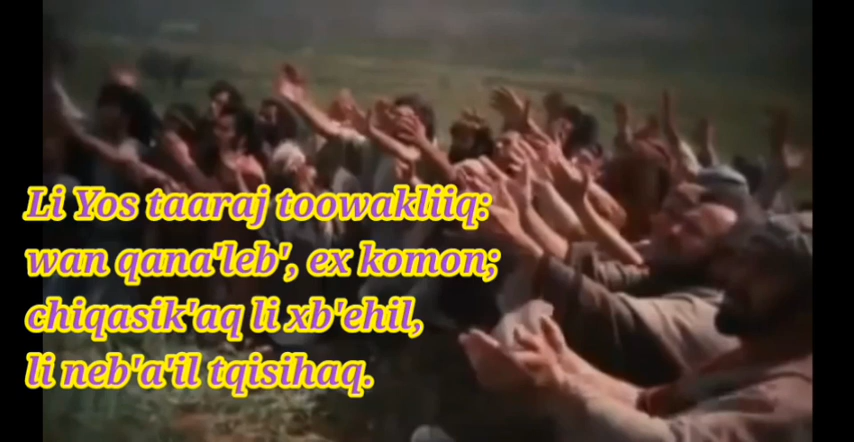 Li Yos taaraj toowakliiq:
wan qana'leb', ex komon;
chiqasik'aq li xb'ehil,
li neb'a'il tqisihaq.